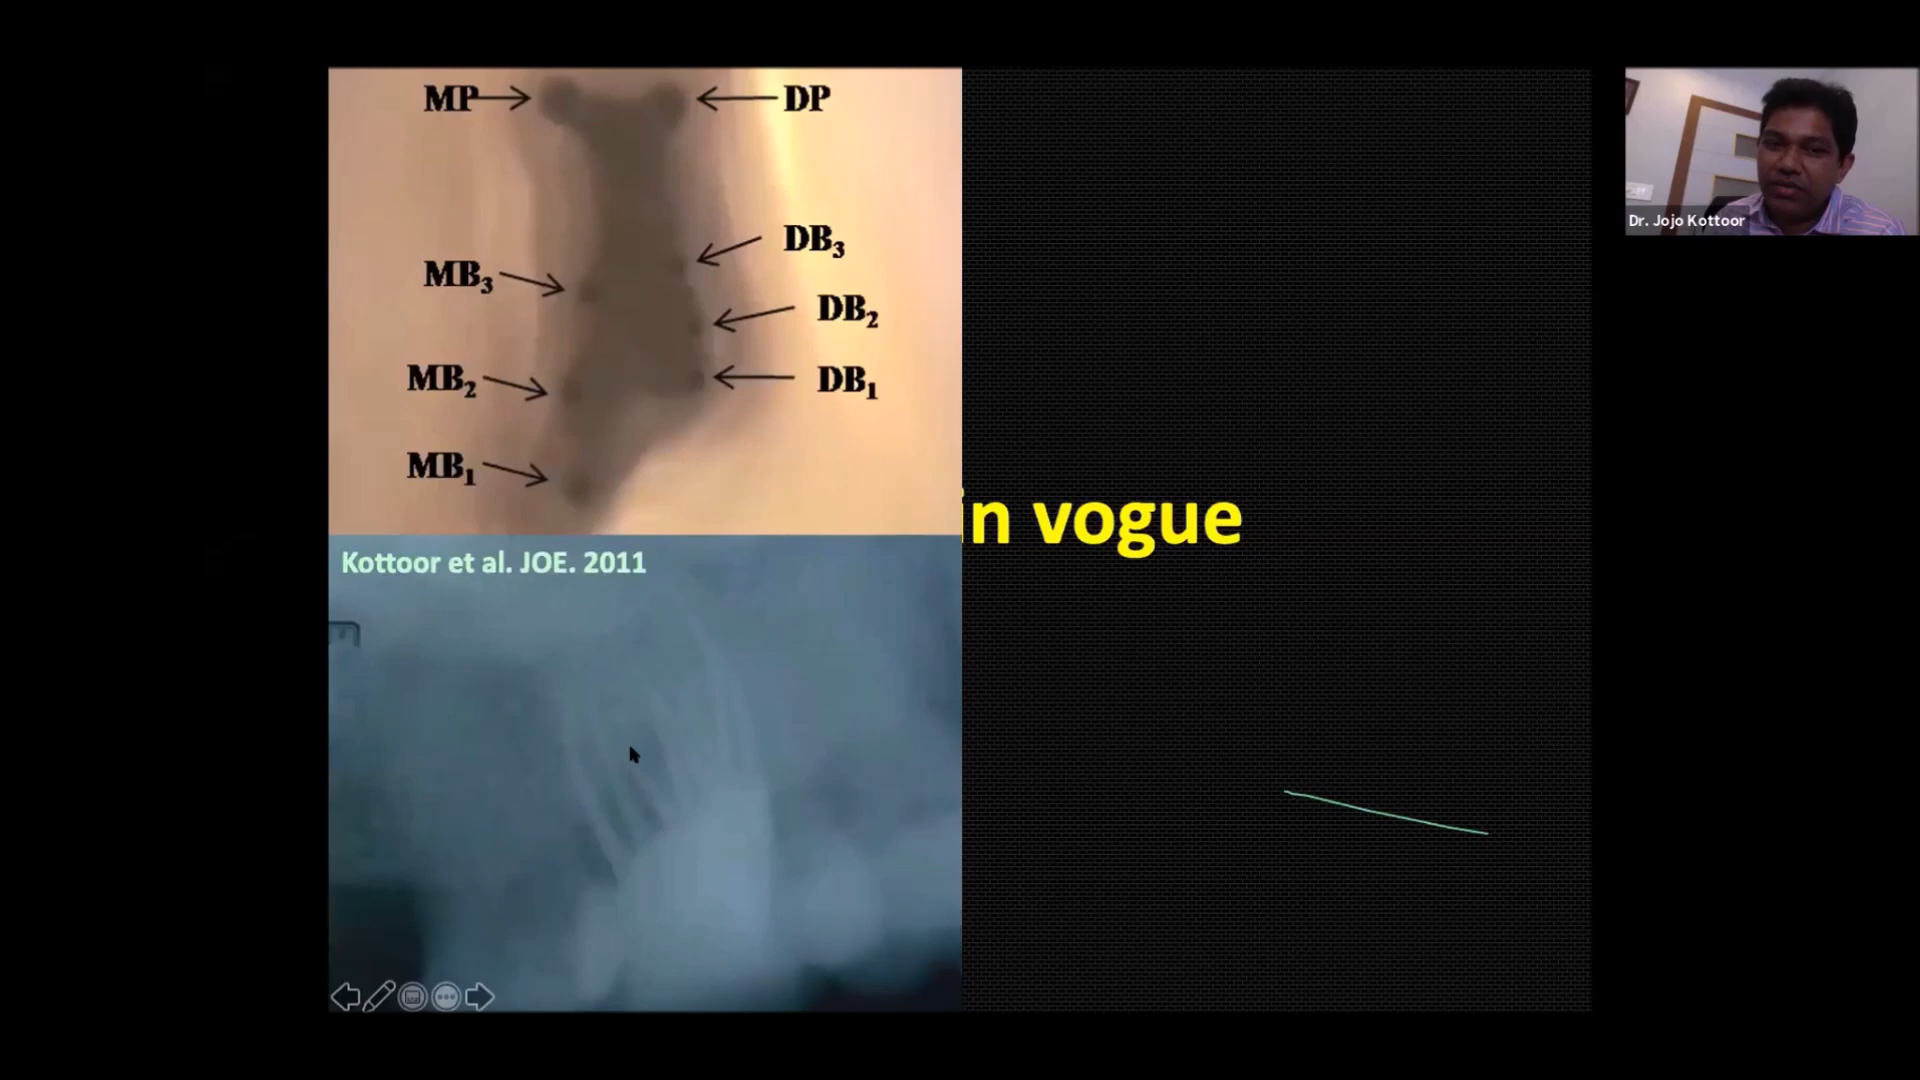 MP DP
DB3
MB3
DB2
MB2 DB1
MB1
in vogue
Kottoor et al. JOE. 2011
Dr. Jojo Kottoor